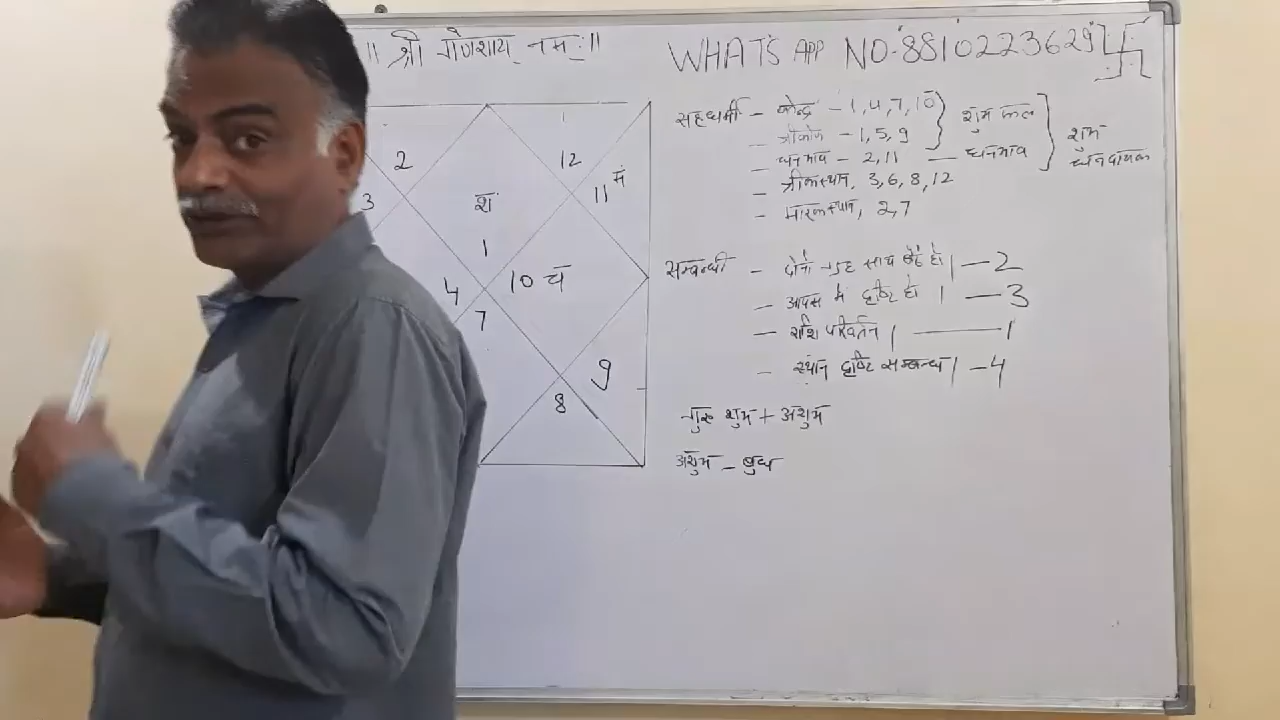 ॥ श्री गणेशाय नमः॥
WHAT'S APP NO-8810223629
सहधर्मी - केन्द्र - 1,4,7,10
- त्रीकोण - 1,5,9
शुभ फल
- धनभाव - 2,11 — धनभाव
शुभ
धनदायक
- त्रीकस्थान, 3,6,8,12
- मारकस्थान, 2,7
सम्बन्धी - दोनो ग्रह साथ बैठे हो। - 2
- आपस में दृष्टि हो। - 3
- राशि परिवर्तन। - 1
- स्थान दृष्टि सम्बन्ध। - 4
गुरु शुभ + अशुभ
अशुभ - बुध
2
12
3
श
11 मं
1
4
10 च
7
9
8